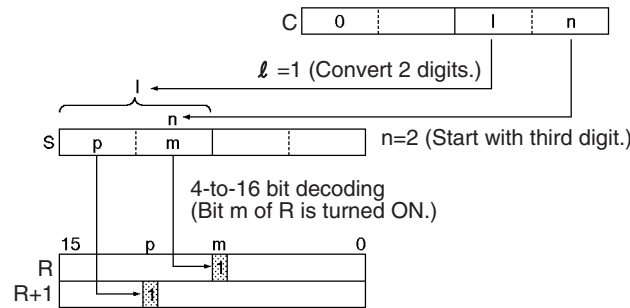 C 0 l n
ℓ =1 (Convert 2 digits.)
l
n
n=2 (Start with third digit.)
S p m
4-to-16 bit decoding
(Bit m of R is turned ON.)
15 p m 0
R 1
R+1 1